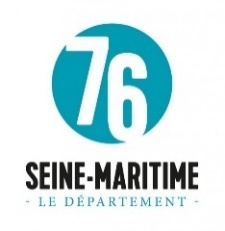 76
SEINE-MARITIME
- LE DÉPARTEMENT -